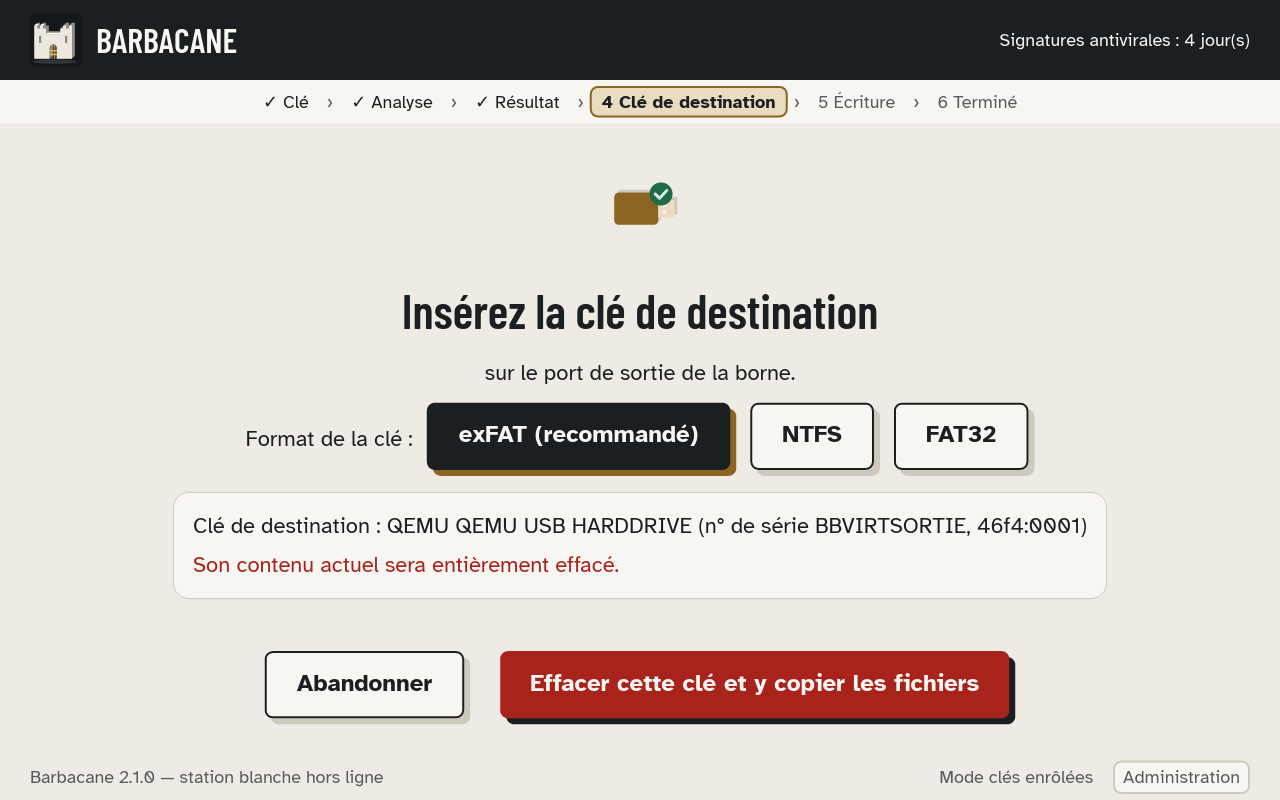 BARBACANE
Signatures antivirales : 4 jour(s)
✓ Clé › ✓ Analyse › ✓ Résultat › 4 Clé de destination › 5 Écriture › 6 Terminé
Insérez la clé de destination
sur le port de sortie de la borne.
Format de la clé : exFAT (recommandé) NTFS FAT32
Clé de destination : QEMU QEMU USB HARDDRIVE (n° de série BBVIRTSORTIE, 46f4:0001)
Son contenu actuel sera entièrement effacé.
Abandonner Effacer cette clé et y copier les fichiers
Barbacane 2.1.0 — station blanche hors ligne
Mode clés enrôlées Administration